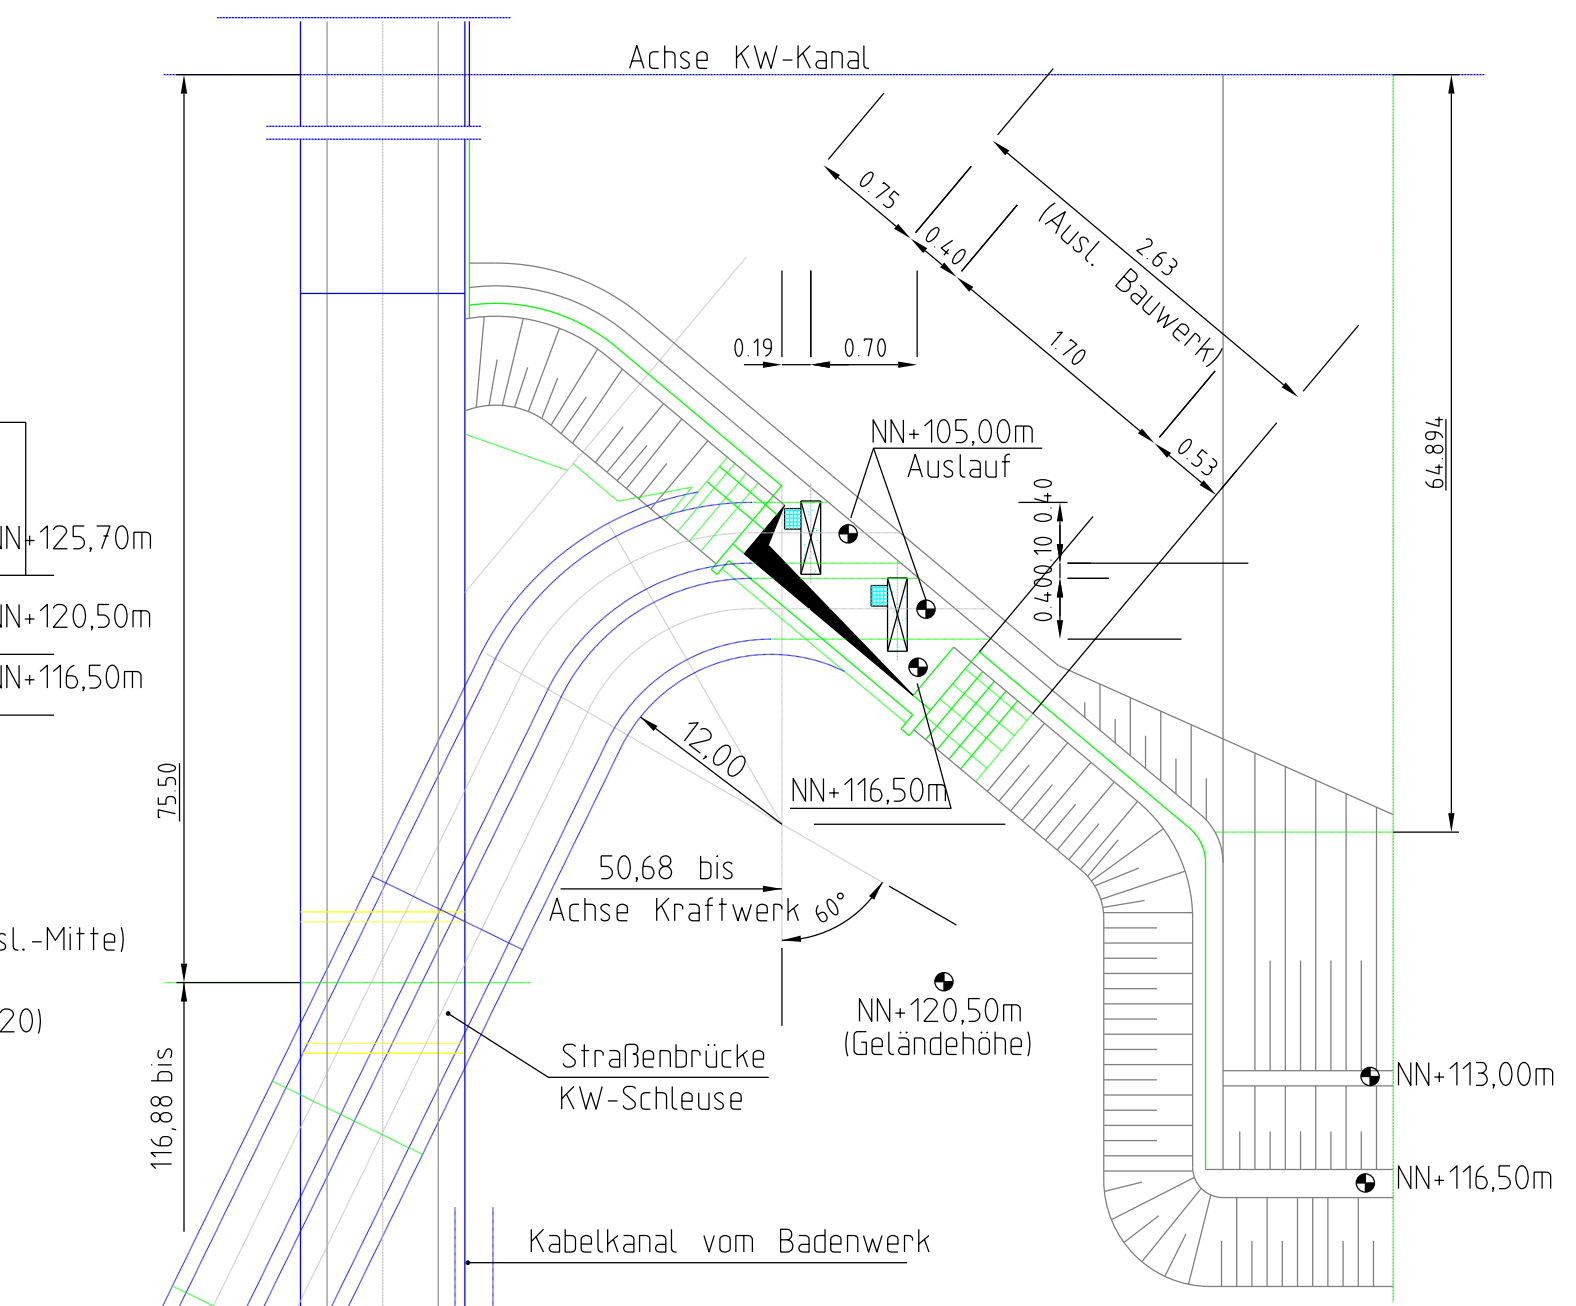 Achse KW-Kanal
0.75
0.40
(Ausl. Bauwerk)
2.63
1.70
0.53
0.19
0.70
NN+105,00m
Auslauf
0.40
0.10
0.40
64.894
NN+125,70m
NN+120,50m
NN+116,50m
12,00
NN+116,50m
75.50
50,68 bis
Achse Kraftwerk
60°
sl.-Mitte)
NN+120,50m
(Geländehöhe)
20)
Straßenbrücke
KW-Schleuse
116,88 bis
NN+113,00m
NN+116,50m
Kabelkanal vom Badenwerk